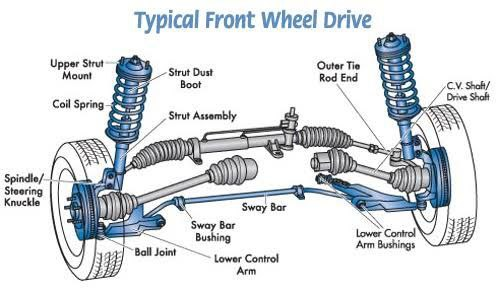 Typical Front Wheel Drive
Upper Strut
Mount
Strut Dust
Boot
Outer Tie
Rod End
C.V. Shaft/
Drive Shaft
Coil Spring
Strut Assembly
Spindle/
Steering
Knuckle
Sway Bar
Sway Bar
Bushing
Ball Joint
Lower Control
Arm
Lower Control
Arm Bushings